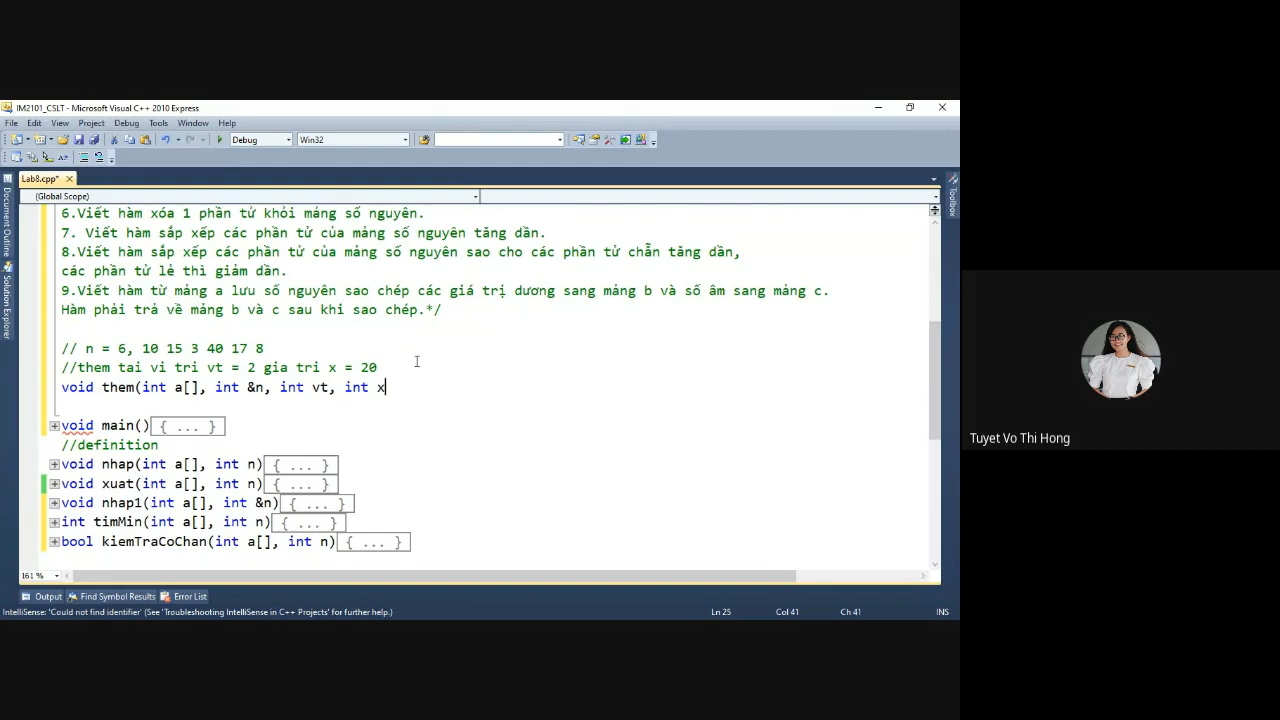 IM2101_CSLT - Microsoft Visual C++ 2010 Express
File Edit View Project Debug Tools Window Help
Debug Win32
Lab8.cpp*
(Global Scope)
6.Viết hàm xóa 1 phần tử khỏi mảng số nguyên.
7. Viết hàm sắp xếp các phần tử của mảng số nguyên tăng dần.
8.Viết hàm sắp xếp các phần tử của mảng số nguyên sao cho các phần tử chẵn tăng dần,
các phần tử lẻ thì giảm dần.
9.Viết hàm từ mảng a lưu số nguyên sao chép các giá trị dương sang mảng b và số âm sang mảng c.
Hàm phải trả về mảng b và c sau khi sao chép.*/
// n = 6, 10 15 3 40 17 8
//them tai vi tri vt = 2 gia tri x = 20
void them(int a[], int &n, int vt, int x
void main(){ ... }
//definition
void nhap(int a[], int n){ ... }
void xuat(int a[], int n){ ... }
void nhap1(int a[], int &n){ ... }
int timMin(int a[], int n){ ... }
bool kiemTraCoChan(int a[], int n){ ... }
161 %
Output Find Symbol Results Error List
IntelliSense: 'Could not find identifier' (See 'Troubleshooting IntelliSense in C++ Projects' for further help.) Ln 25 Col 41 Ch 41 INS
Document Outline
Solution Explorer
Toolbox
Tuyet Vo Thi Hong